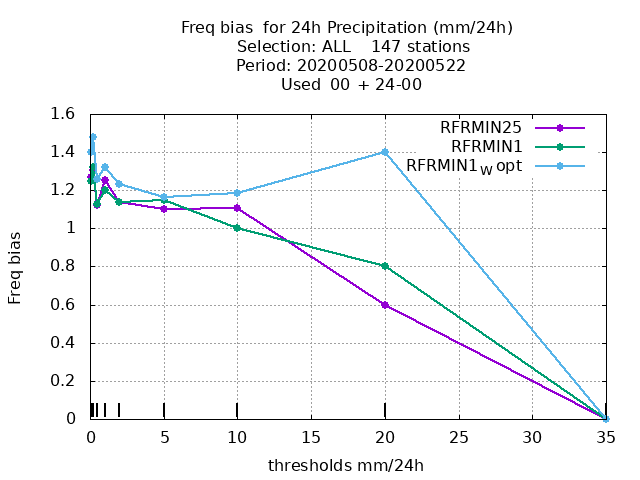 Freq bias  for 24h Precipitation (mm/24h)
Selection: ALL    147 stations
Period: 20200508-20200522
Used  00 + 24-00
RFRMIN25
RFRMIN1
RFRMIN1_W opt
1.6
1.4
1.2
1
0.8
0.6
0.4
0.2
0
Freq bias
0 5 10 15 20 25 30 35
thresholds mm/24h